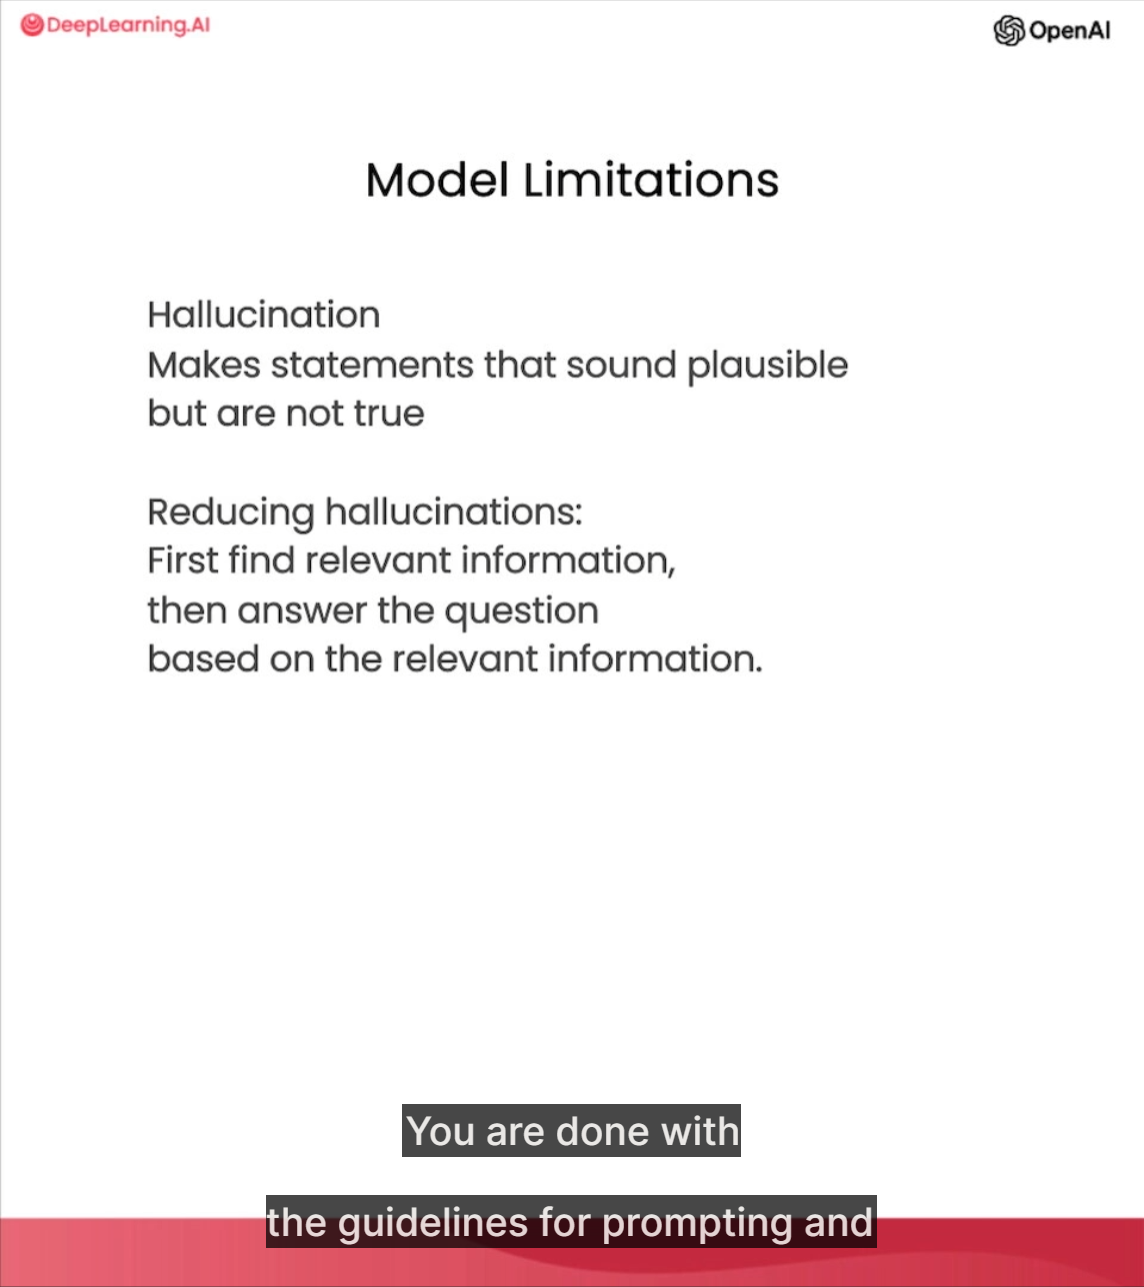 DeepLearning.AI
OpenAI
Model Limitations
Hallucination
Makes statements that sound plausible
but are not true
Reducing hallucinations:
First find relevant information,
then answer the question
based on the relevant information.
You are done with
the guidelines for prompting and